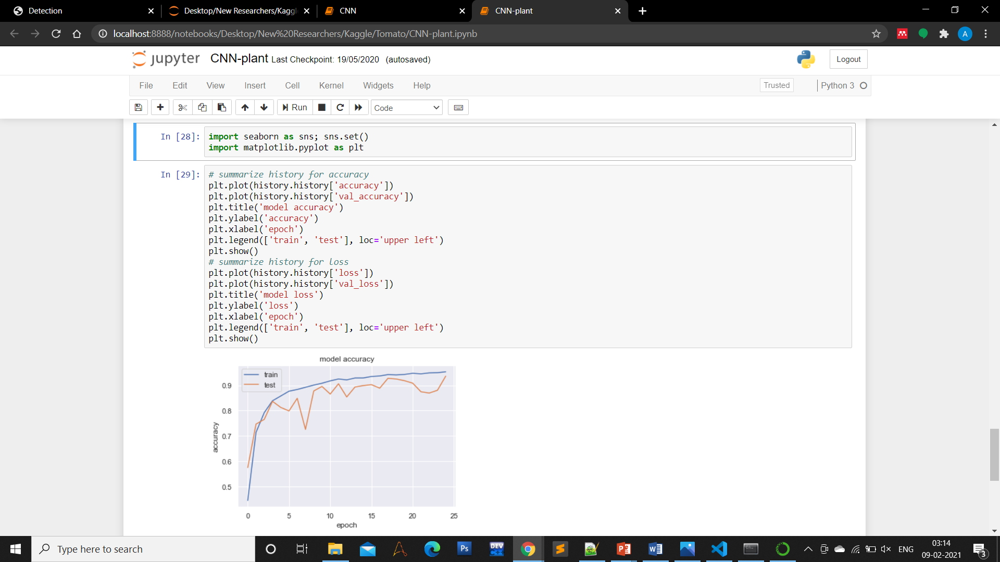 Detection
Desktop/New Researchers/Kaggl
CNN
CNN-plant
localhost:8888/notebooks/Desktop/New%20Researchers/Kaggle/Tomato/CNN-plant.ipynb
A
jupyter CNN-plant Last Checkpoint: 19/05/2020 (autosaved)
Logout
File Edit View Insert Cell Kernel Widgets Help
Trusted
Python 3
Run
Code
In [28]:
import seaborn as sns; sns.set()
import matplotlib.pyplot as plt
In [29]:
# summarize history for accuracy
plt.plot(history.history['accuracy'])
plt.plot(history.history['val_accuracy'])
plt.title('model accuracy')
plt.ylabel('accuracy')
plt.xlabel('epoch')
plt.legend(['train', 'test'], loc='upper left')
plt.show()
# summarize history for loss
plt.plot(history.history['loss'])
plt.plot(history.history['val_loss'])
plt.title('model loss')
plt.ylabel('loss')
plt.xlabel('epoch')
plt.legend(['train', 'test'], loc='upper left')
plt.show()
model accuracy
train
test
0.9
0.8
0.7
0.6
0.5
accuracy
0 5 10 15 20 25
epoch
Type here to search
Ps
DEV
C++
S
P
W
ENG
03:14
09-02-2021
3